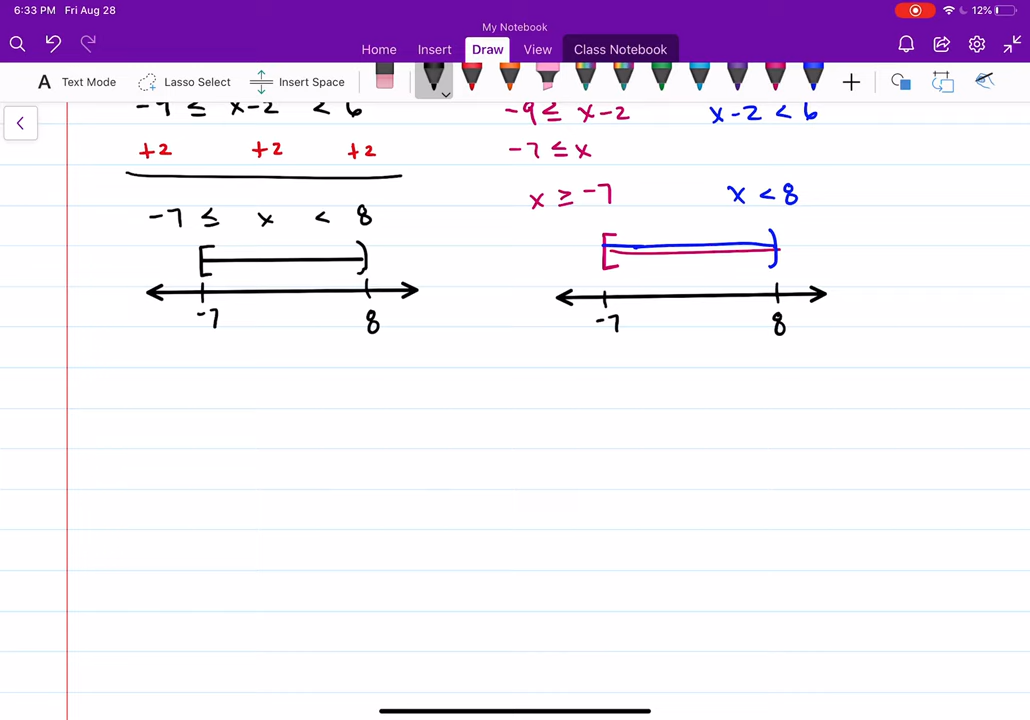 6:33 PM Fri Aug 28
12%
My Notebook
Home Insert Draw View Class Notebook
A Text Mode Lasso Select Insert Space
-9 ≤ x-2 < 6
+2 +2 +2
-7 ≤ x < 8
-7 8
-9 ≤ x-2 x-2 < 6
-7 ≤ x
x ≥ -7 x < 8
-7 8